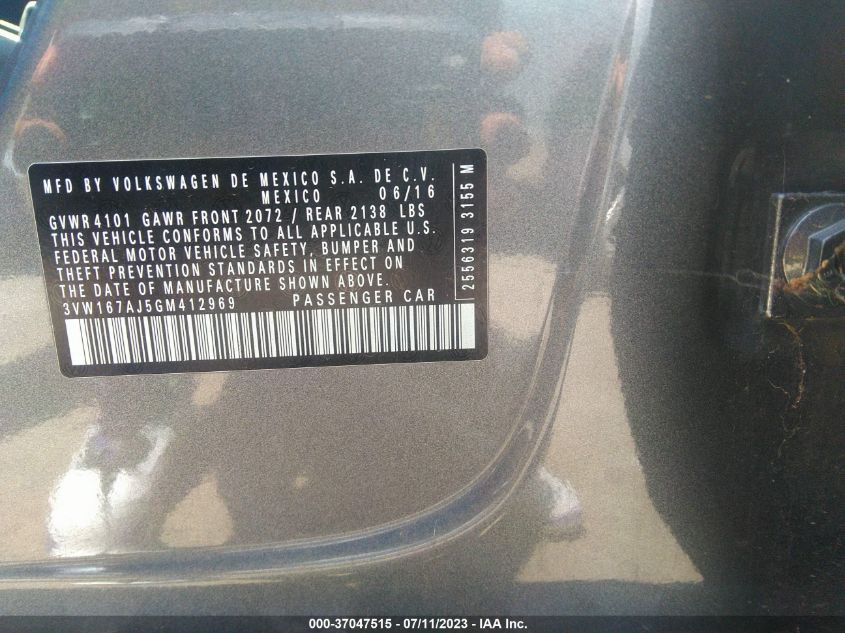 MFD BY VOLKSWAGEN DE MEXICO S.A. DE C.V.
MEXICO 06/16
GVWR 4101 GAWR FRONT 2072 / REAR 2138 LBS
THIS VEHICLE CONFORMS TO ALL APPLICABLE U.S.
FEDERAL MOTOR VEHICLE SAFETY, BUMPER AND
THEFT PREVENTION STANDARDS IN EFFECT ON
THE DATE OF MANUFACTURE SHOWN ABOVE.
3VW167AJ5GM412969 PASSENGER CAR
2556319 3155 M
000-37047515 - 07/11/2023 - IAA Inc.